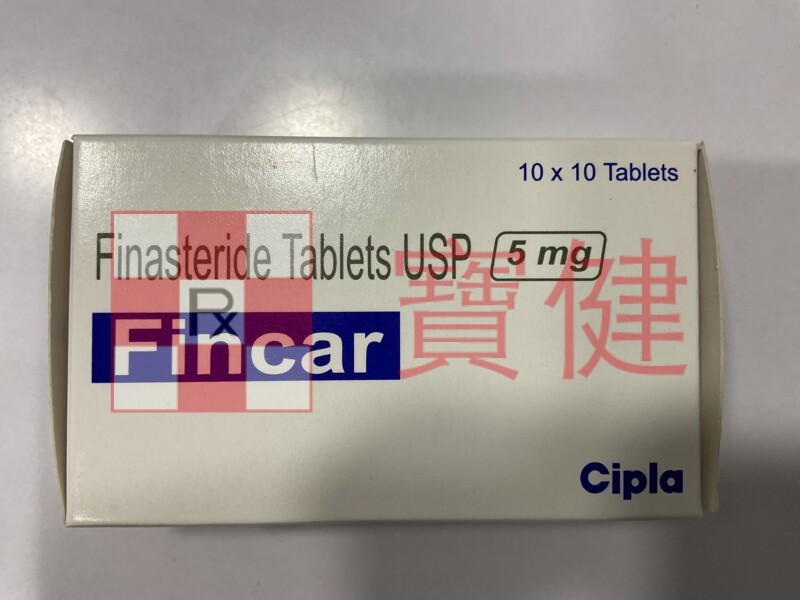 10 x 10 Tablets
Finasteride Tablets USP 5 mg
Rx
Fincar
寶健
Cipla